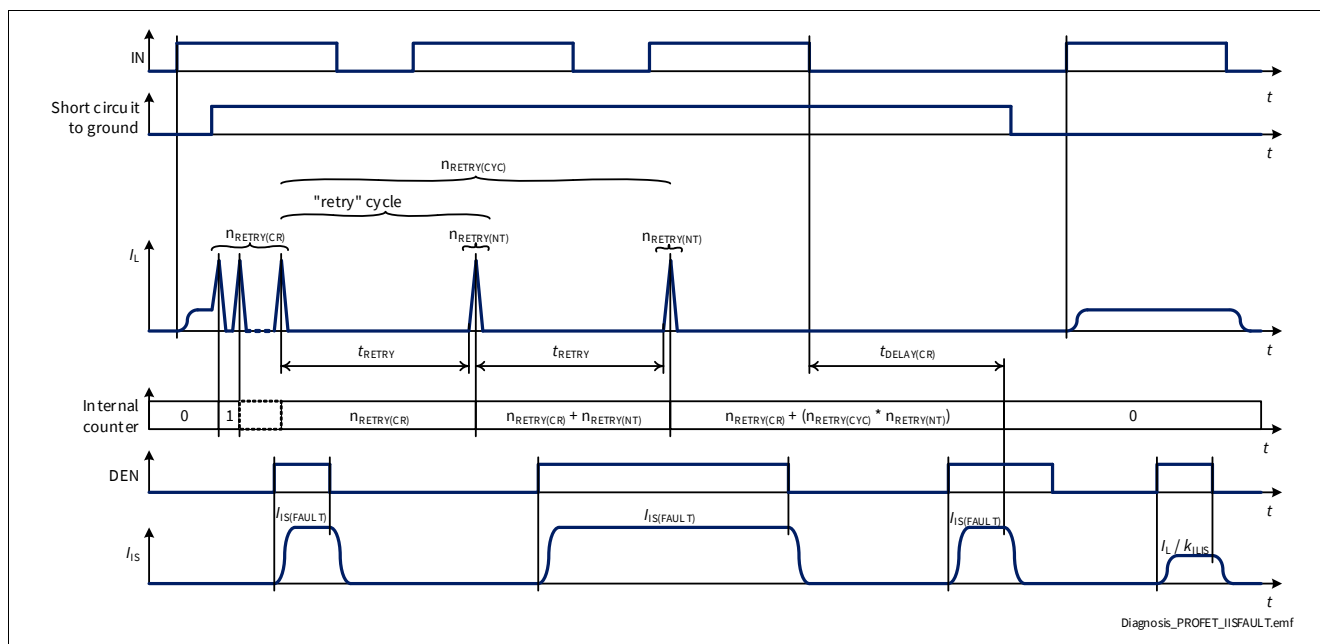 IN
t
Short circuit
to ground
t
nRETRY(CYC)
"retry" cycle
nRETRY(CR)
nRETRY(NT)
nRETRY(NT)
IL
t
tRETRY
tRETRY
tDELAY(CR)
Internal
counter
0
1
nRETRY(CR)
nRETRY(CR) + nRETRY(NT)
nRETRY(CR) + (nRETRY(CYC) * nRETRY(NT))
0
t
DEN
t
IIS(FAULT)
IIS(FAULT)
IIS(FAULT)
IL / kILIS
IIS
t
Diagnosis_PROFET_IISFAULT.emf